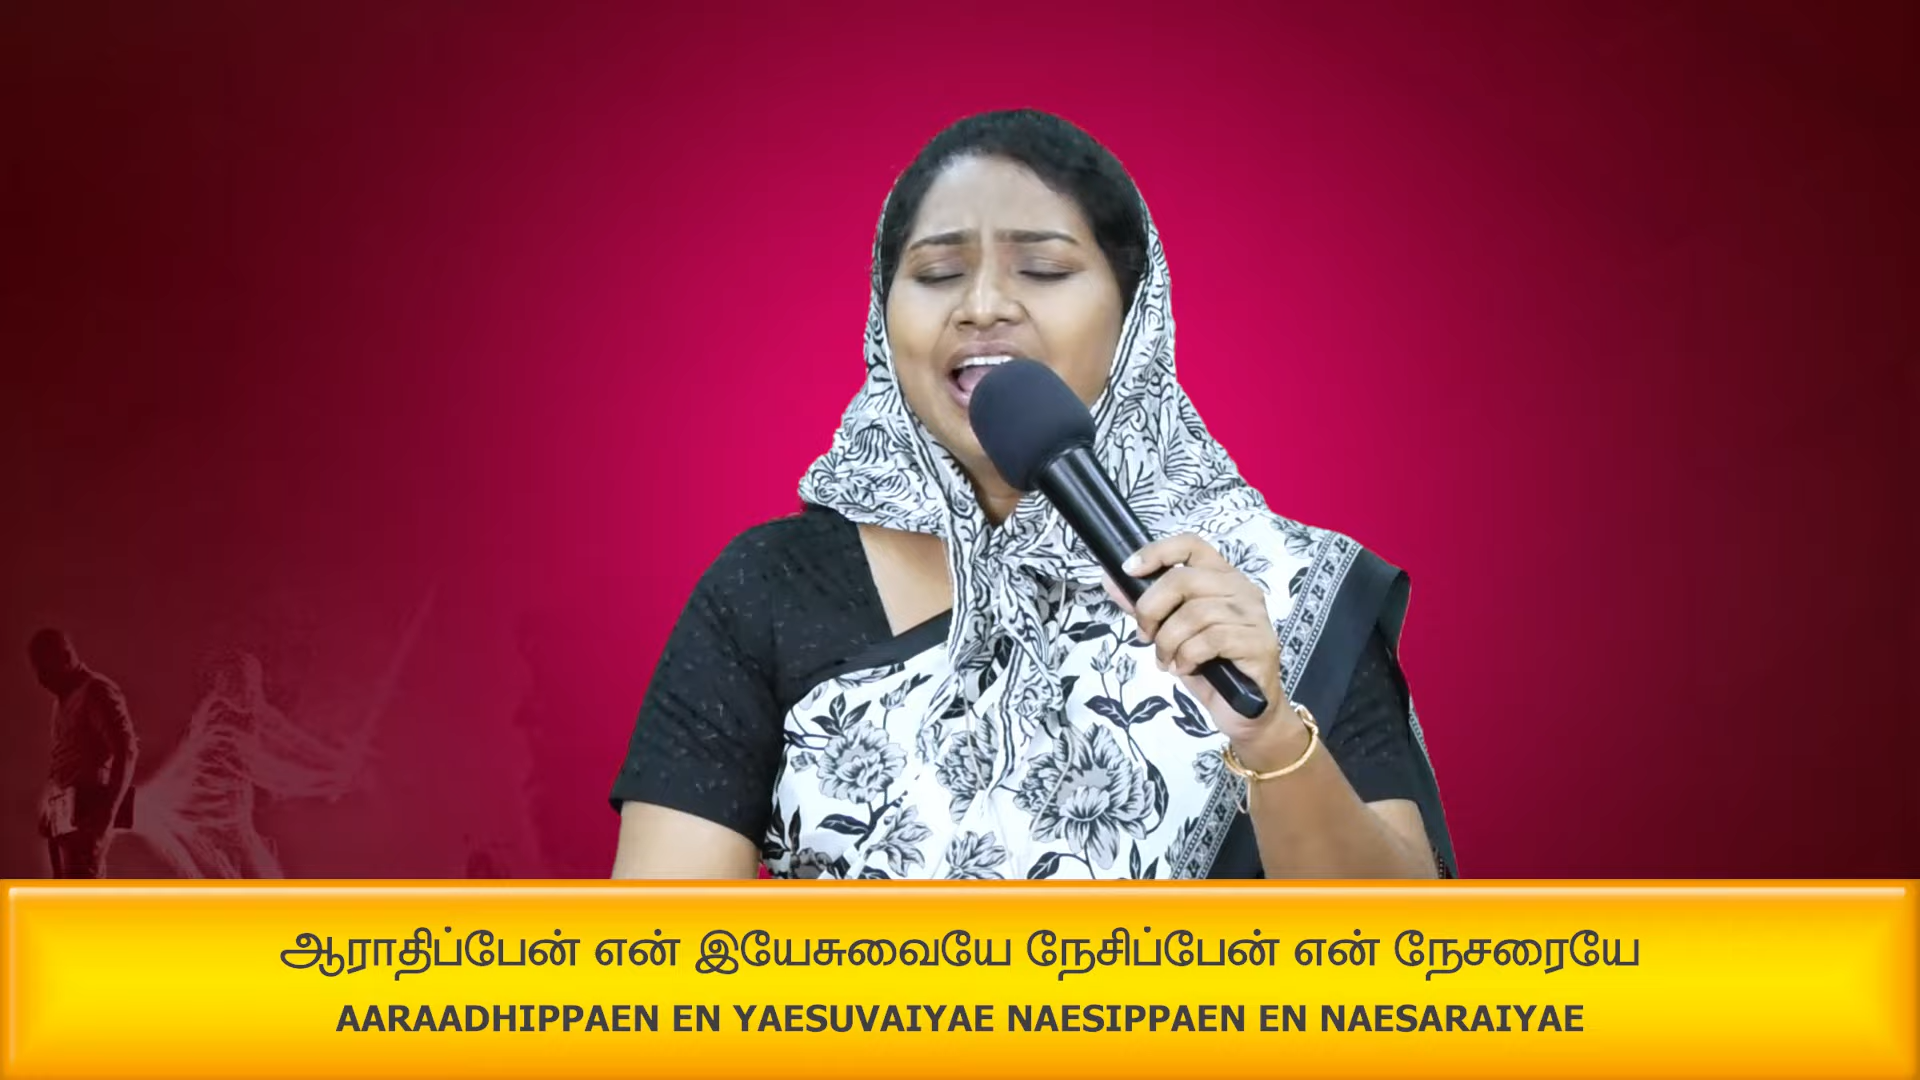 ஆராதிப்பேன் என் இயேசுவையே நேசிப்பேன் என் நேசரையே
AARAADHIPPAEN EN YAESUVAIYAE NAESIPPAEN EN NAESARAIYAE